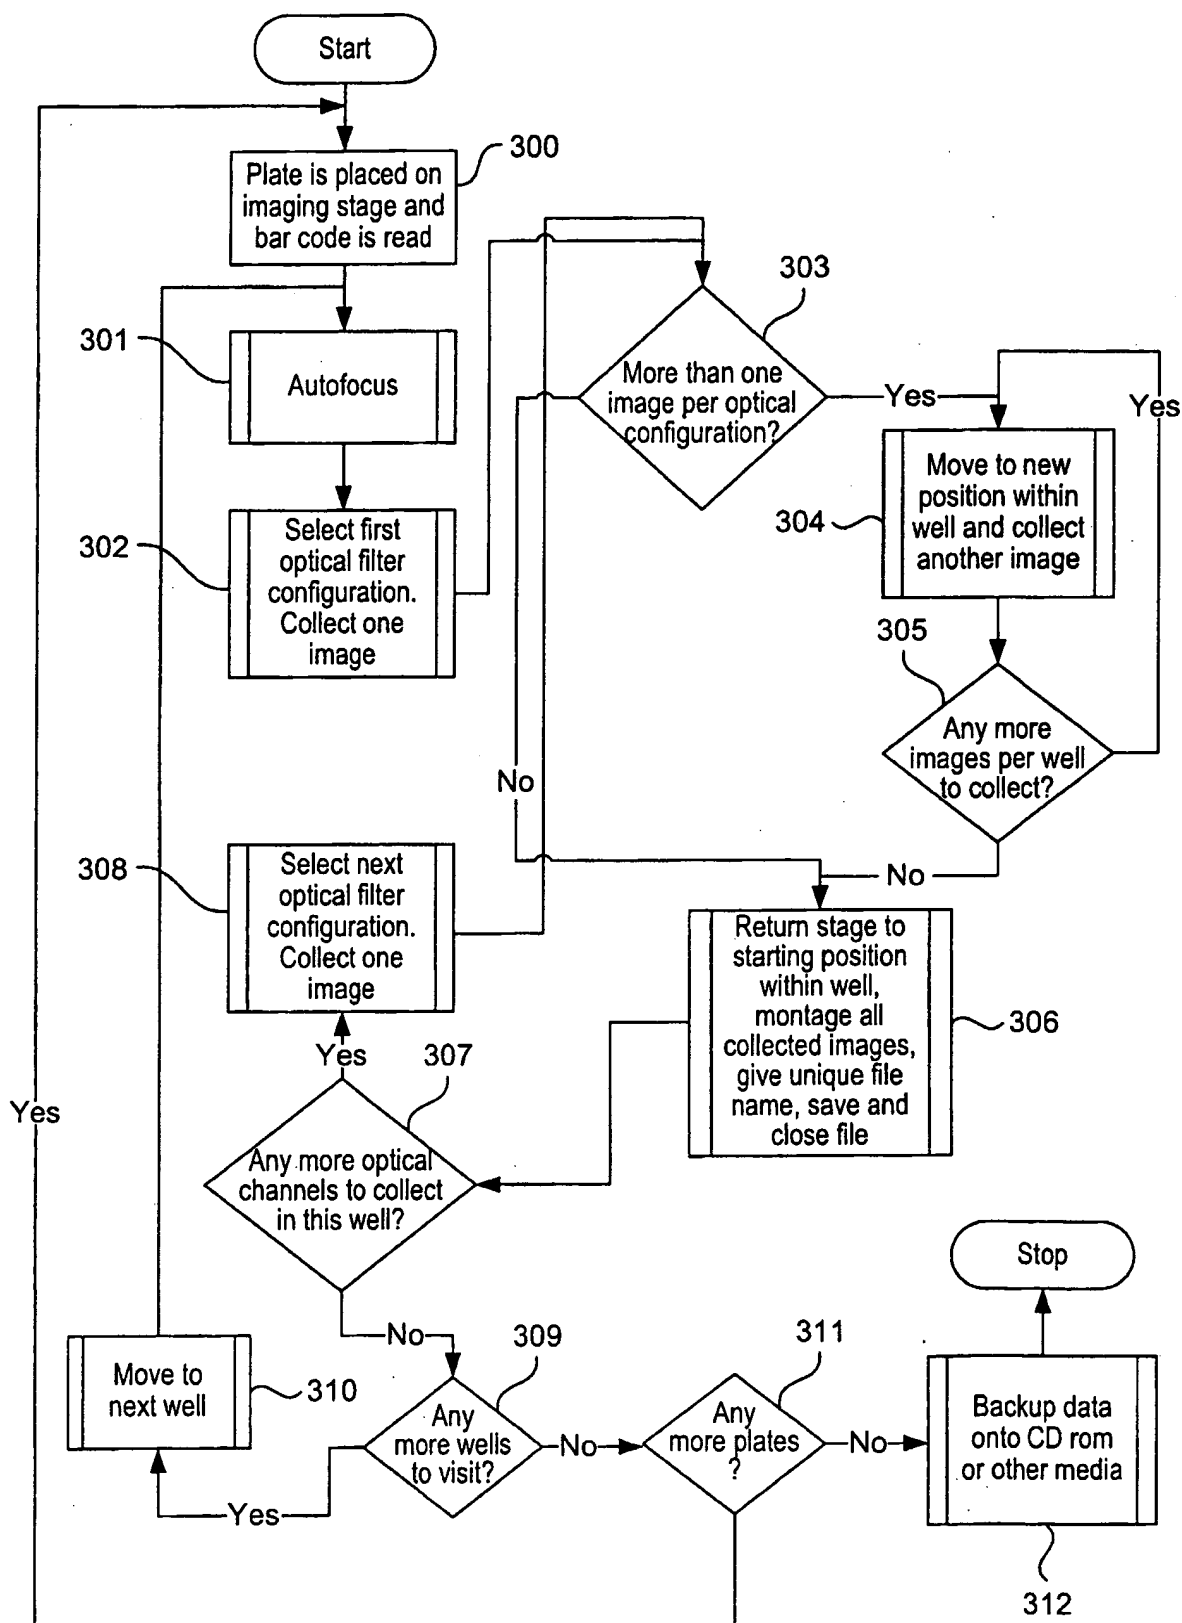 Start
300
Plate is placed on
imaging stage and
bar code is read
301
Autofocus
302
Select first
optical filter
configuration.
Collect one
image
303
More than one
image per optical
configuration?
Yes
Yes
304
Move to new
position within
well and collect
another image
305
Any more
images per well
to collect?
No
No
308
Select next
optical filter
configuration.
Collect one
image
Return stage to
starting position
within well,
montage all
collected images,
give unique file
name, save and
close file
306
Yes
307
Yes
Any more optical
channels to collect
in this well?
Stop
No
309
311
Move to
next well
310
Any
more wells
to visit?
No
Any
more plates
?
No
Backup data
onto CD rom
or other media
Yes
312